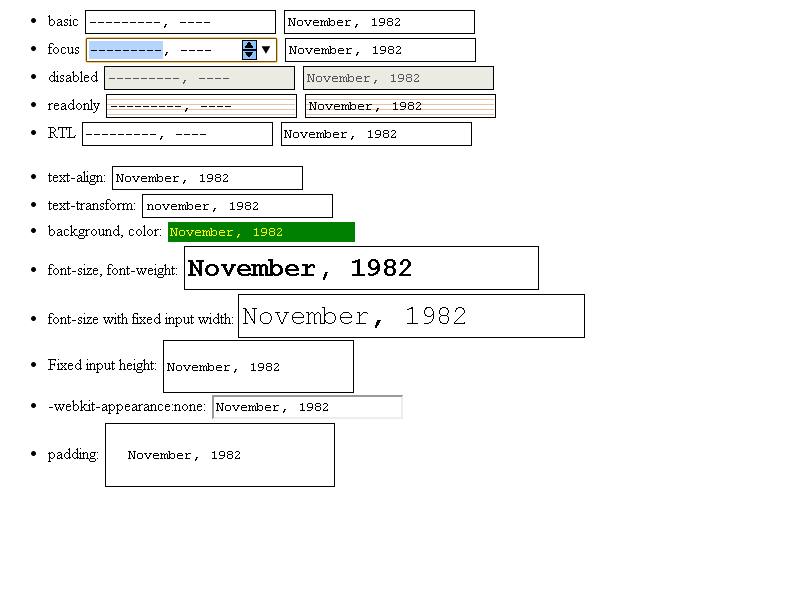 basic ---------, ---- November, 1982
focus ---------, ---- November, 1982
disabled ---------, ---- November, 1982
readonly ---------, ---- November, 1982
RTL ---------, ---- November, 1982
text-align: November, 1982
text-transform: november, 1982
background, color: November, 1982
font-size, font-weight: November, 1982
font-size with fixed input width: November, 1982
Fixed input height: November, 1982
-webkit-appearance:none: November, 1982
padding: November, 1982